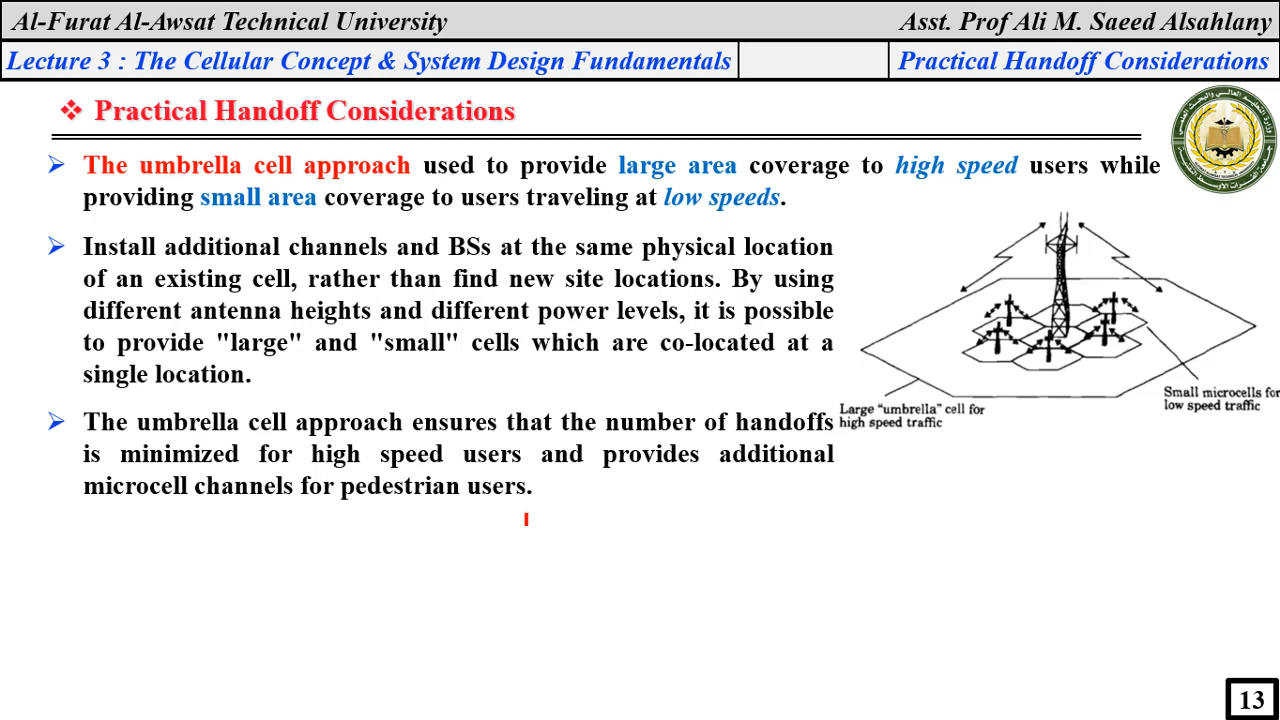 Al-Furat Al-Awsat Technical University
Asst. Prof Ali M. Saeed Alsahlany
Lecture 3 : The Cellular Concept & System Design Fundamentals
Practical Handoff Considerations
❖ Practical Handoff Considerations
➢ The umbrella cell approach used to provide large area coverage to high speed users while
providing small area coverage to users traveling at low speeds.
➢ Install additional channels and BSs at the same physical location
of an existing cell, rather than find new site locations. By using
different antenna heights and different power levels, it is possible
to provide "large" and "small" cells which are co-located at a
single location.
➢ The umbrella cell approach ensures that the number of handoffs
is minimized for high speed users and provides additional
microcell channels for pedestrian users.
Large "umbrella" cell for
high speed traffic
Small microcells for
low speed traffic
13